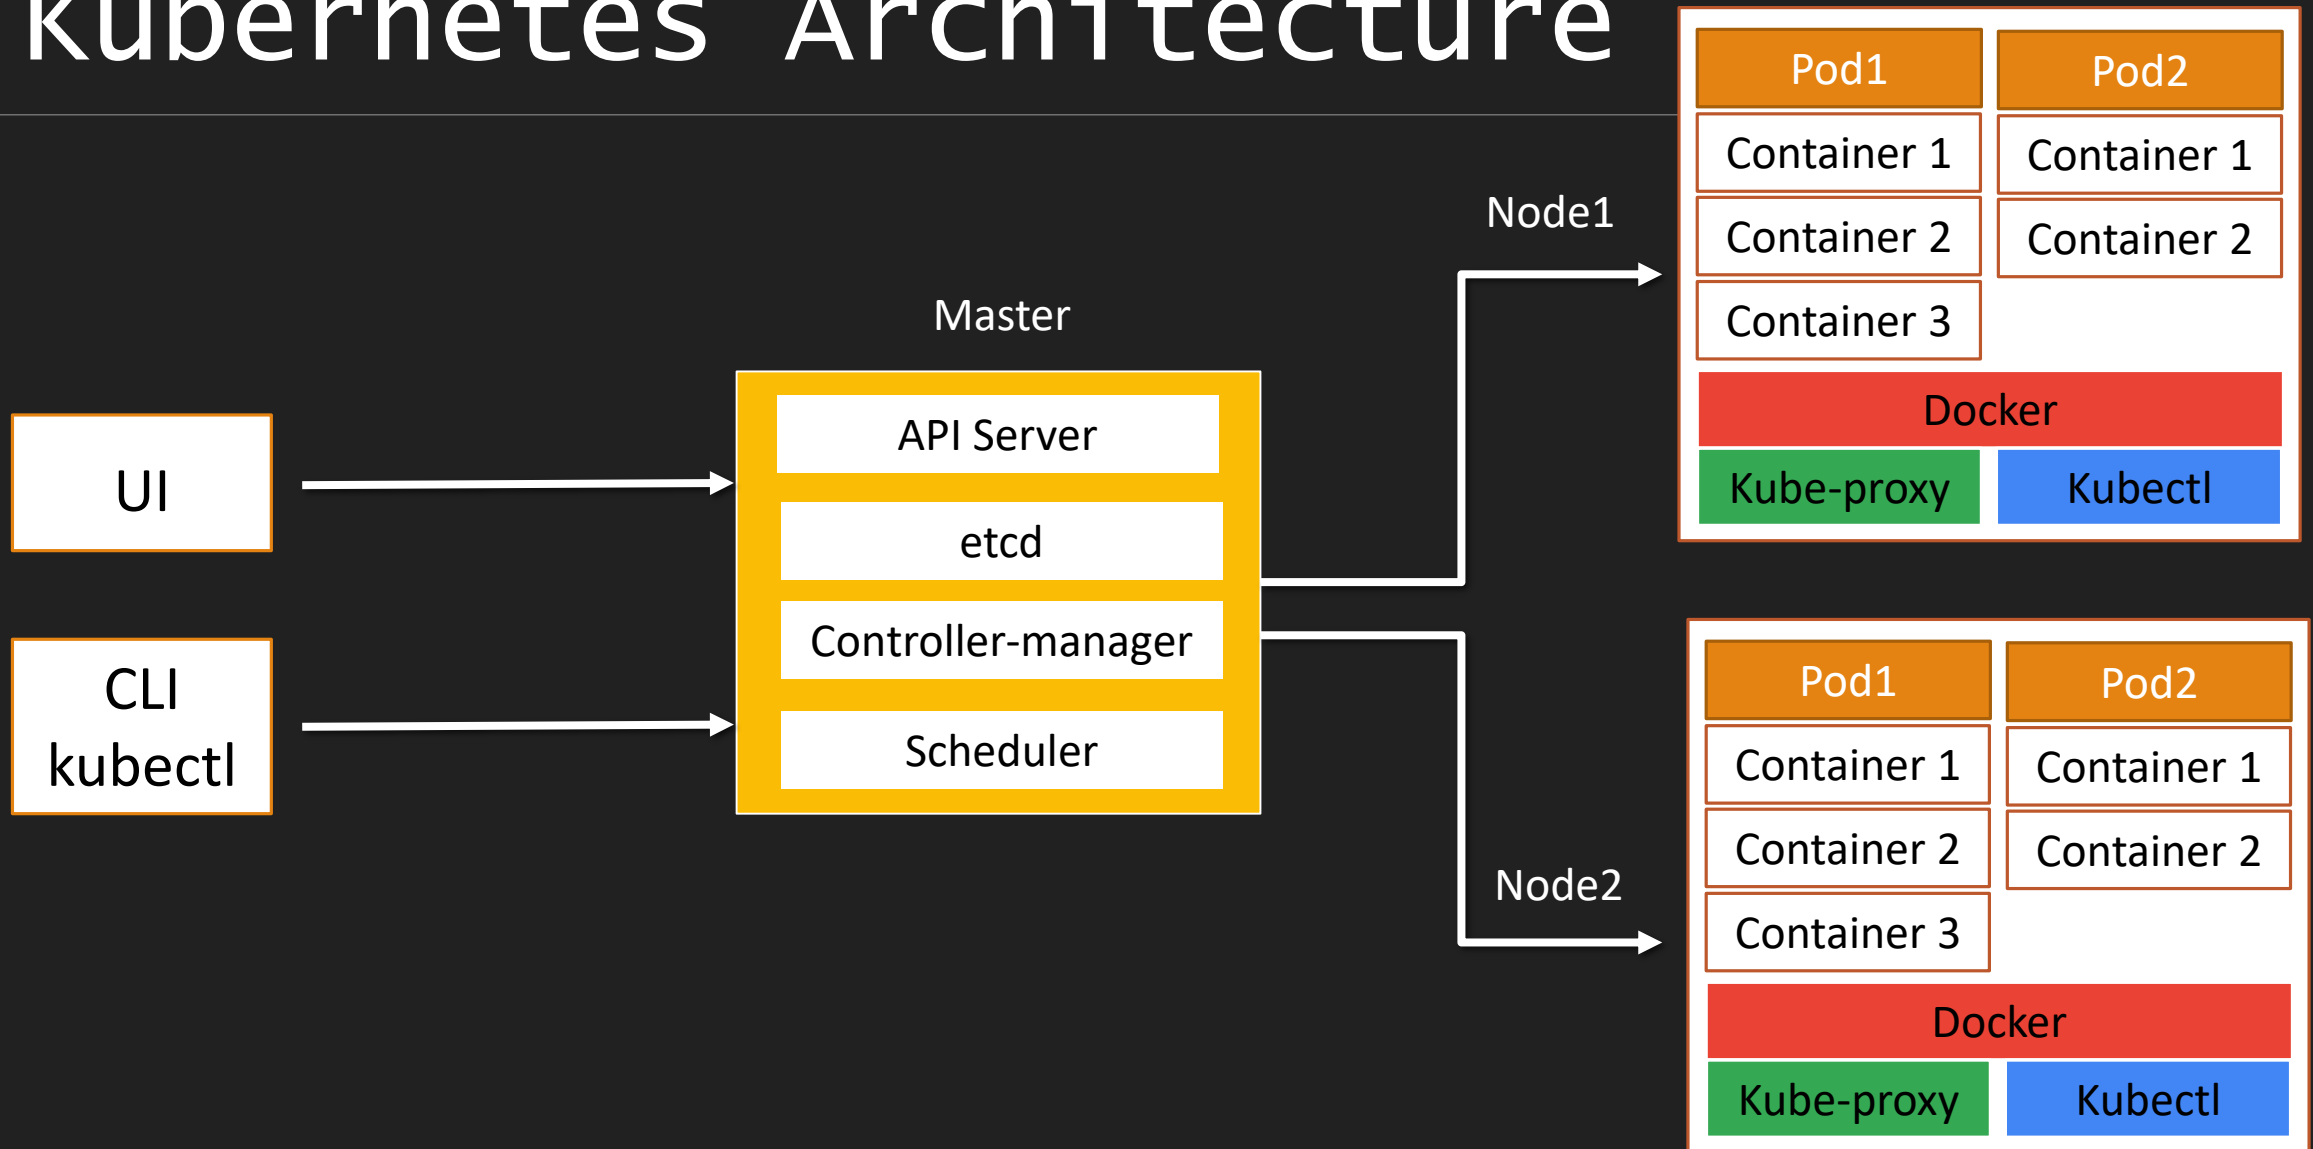 Kubernetes Architecture
UI
CLI
kubectl
Master
API Server
etcd
Controller-manager
Scheduler
Node1
Pod1
Container 1
Container 2
Container 3
Pod2
Container 1
Container 2
Docker
Kube-proxy
Kubectl
Node2
Pod1
Container 1
Container 2
Container 3
Pod2
Container 1
Container 2
Docker
Kube-proxy
Kubectl